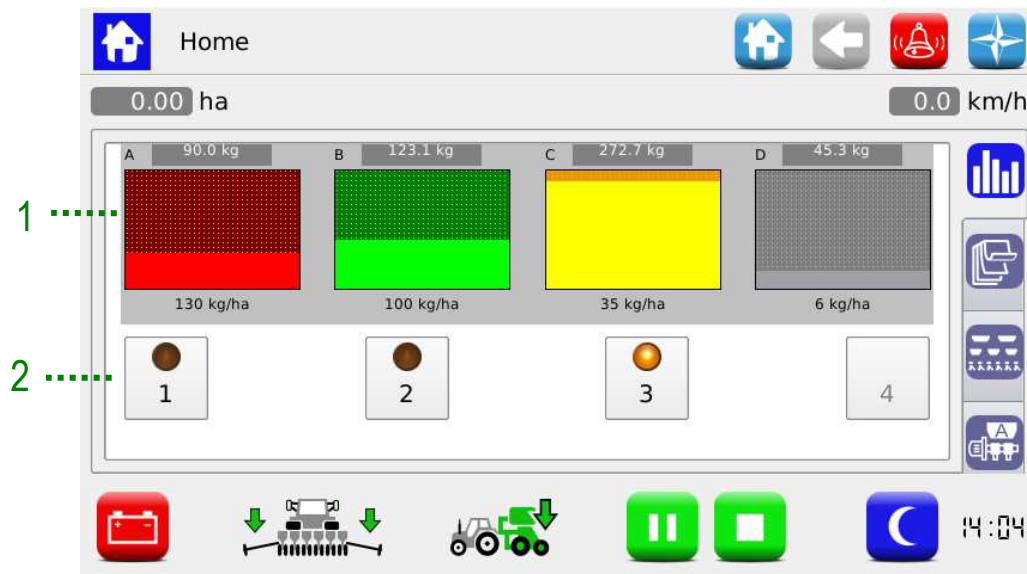 Home
0.00 ha
0.0 km/h
A 90.0 kg B 123.1 kg C 272.7 kg D 45.3 kg
1
130 kg/ha 100 kg/ha 35 kg/ha 6 kg/ha
2
1 2 3 4
A
14:04